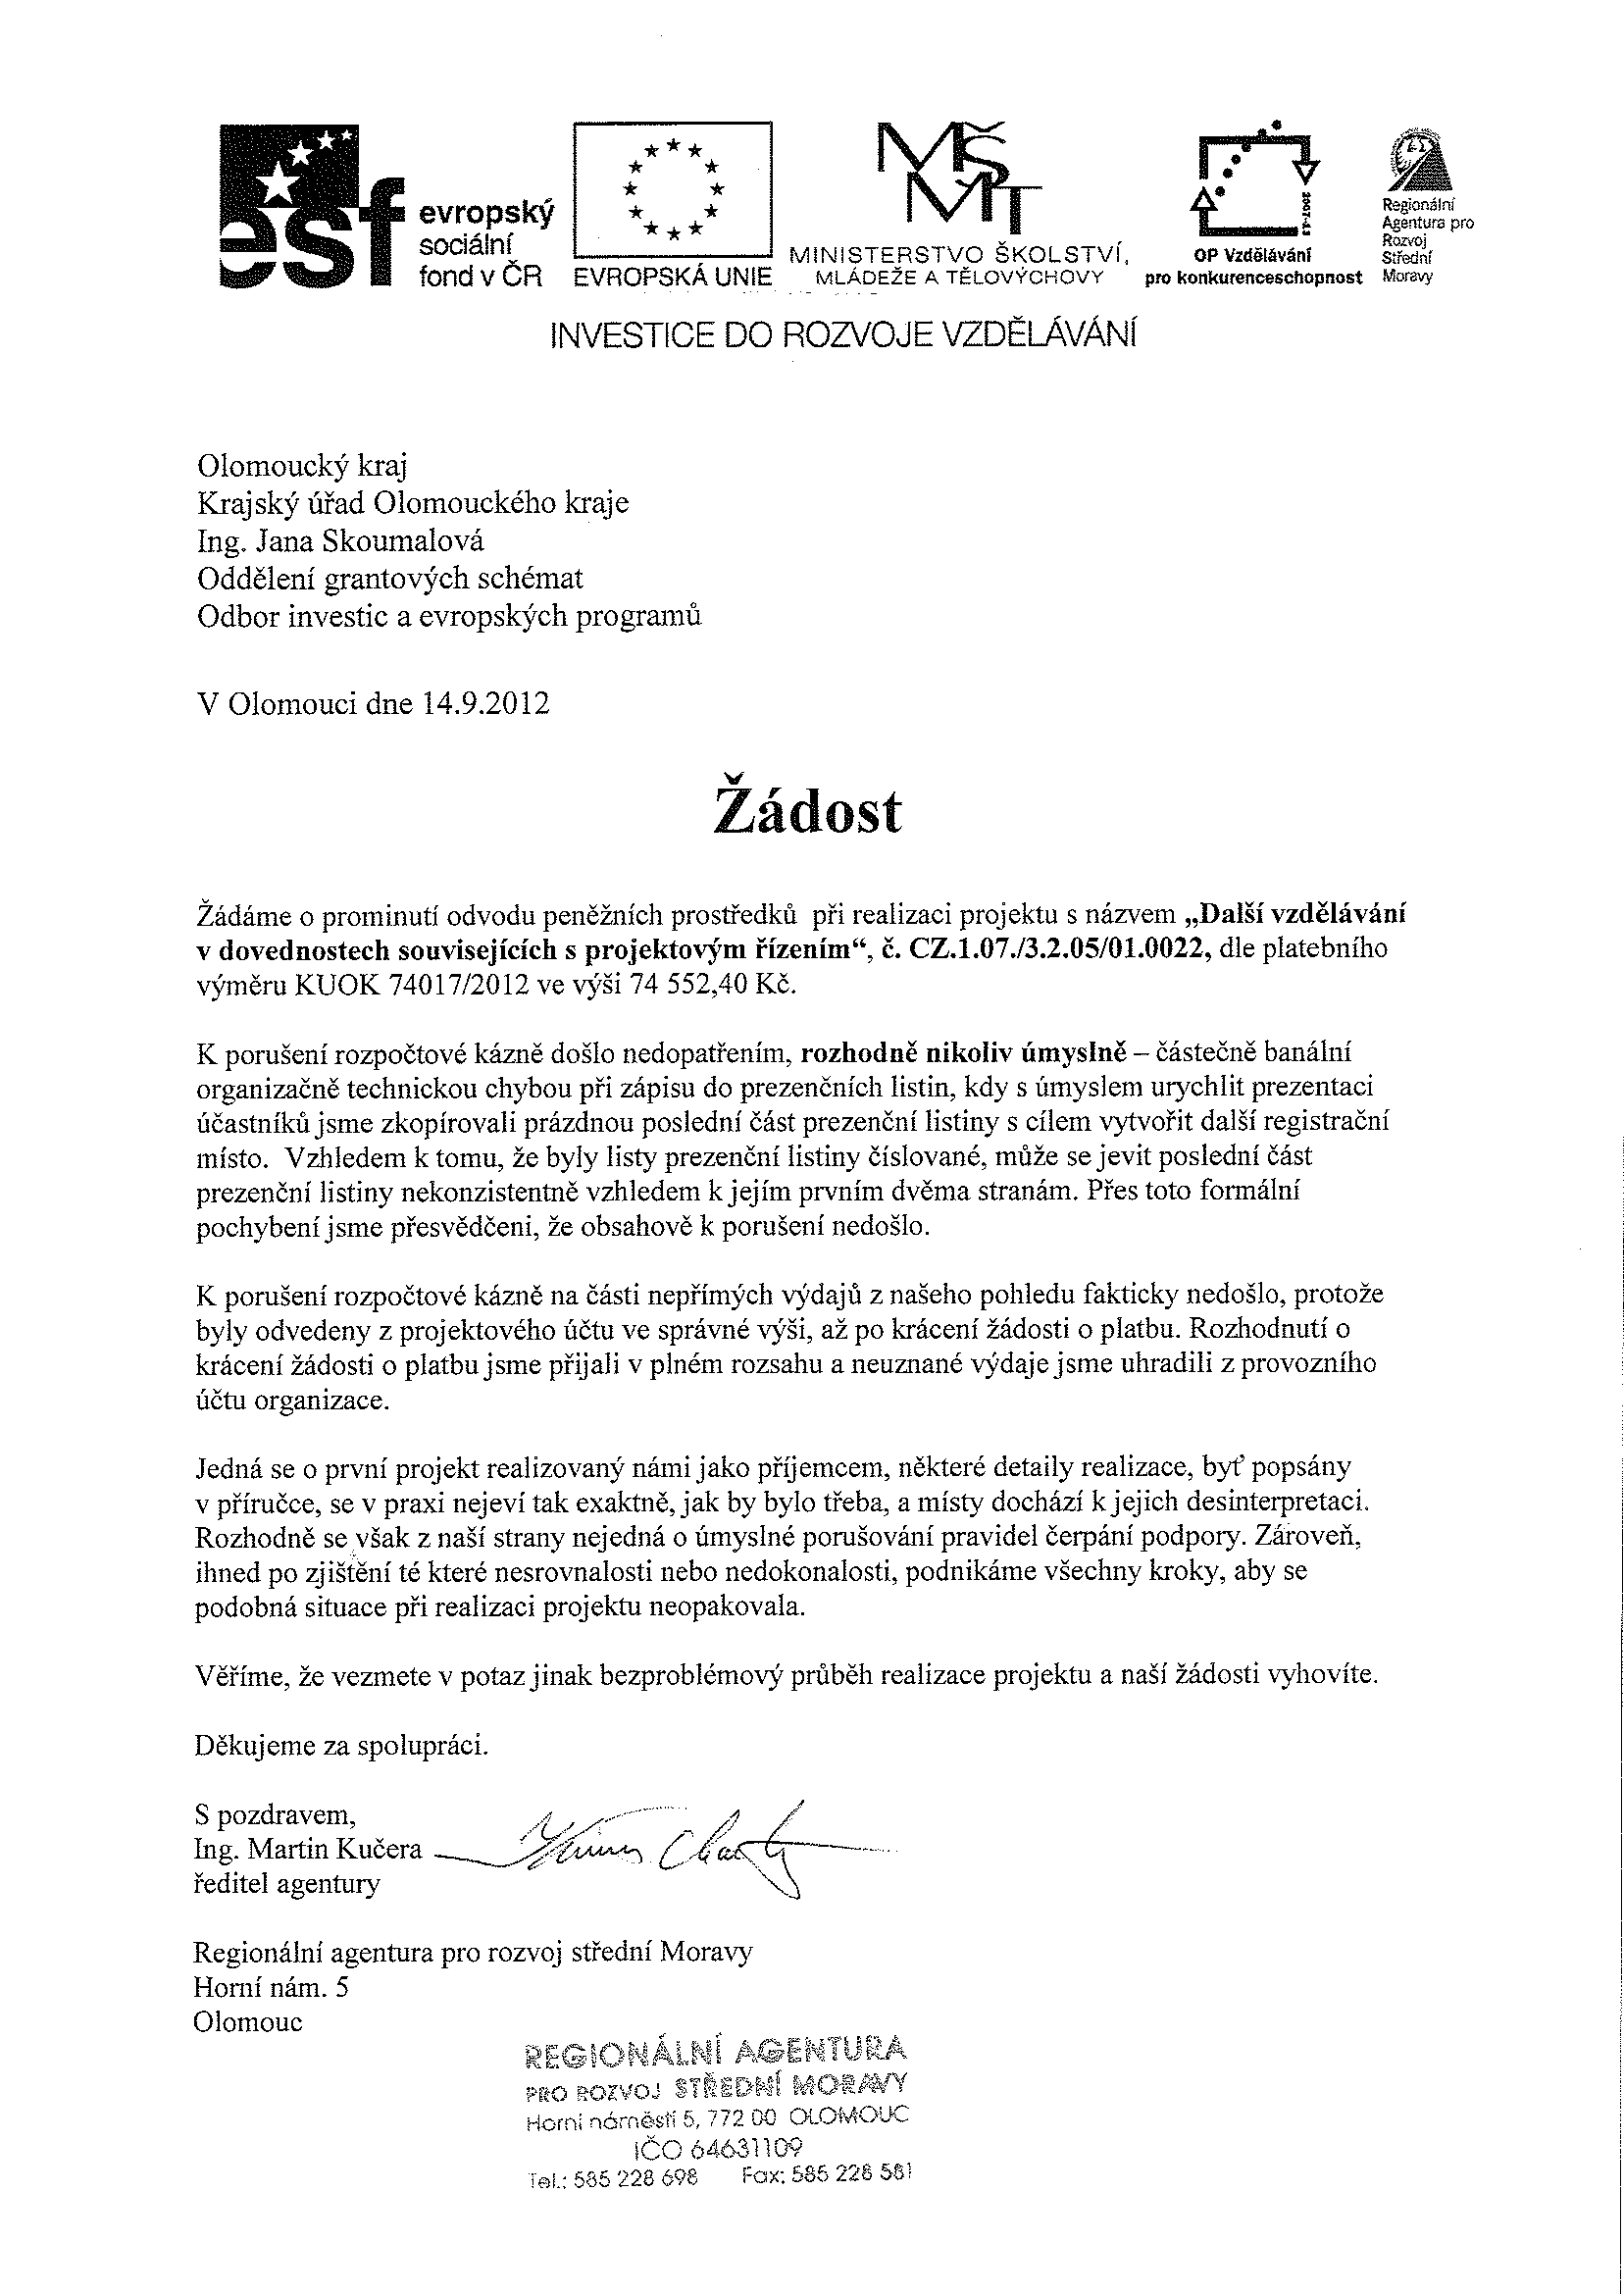 esf evropský
sociální
fond v ČR
EVROPSKÁ UNIE
MŠMT
MINISTERSTVO ŠKOLSTVÍ,
MLÁDEŽE A TĚLOVÝCHOVY
2007-13
OP Vzdělávání
pro konkurenceschopnost
Regionální
Agentura pro
Rozvoj
Střední
Moravy
INVESTICE DO ROZVOJE VZDĚLÁVÁNÍ
Olomoucký kraj
Krajský úřad Olomouckého kraje
Ing. Jana Skoumalová
Oddělení grantových schémat
Odbor investic a evropských programů
V Olomouci dne 14.9.2012
Žádost
Žádáme o prominutí odvodu peněžních prostředků při realizaci projektu s názvem „Další vzdělávání
v dovednostech souvisejících s projektovým řízením“, č. CZ.1.07./3.2.05/01.0022, dle platebního
výměru KUOK 74017/2012 ve výši 74 552,40 Kč.
K porušení rozpočtové kázně došlo nedopatřením, rozhodně nikoliv úmyslně – částečně banální
organizačně technickou chybou při zápisu do prezenčních listin, kdy s úmyslem urychlit prezentaci
účastníků jsme zkopírovali prázdnou poslední část prezenční listiny s cílem vytvořit další registrační
místo. Vzhledem k tomu, že byly listy prezenční listiny číslované, může se jevit poslední část
prezenční listiny nekonzistentně vzhledem k jejím prvním dvěma stranám. Přes toto formální
pochybení jsme přesvědčeni, že obsahově k porušení nedošlo.
K porušení rozpočtové kázně na části nepřímých výdajů z našeho pohledu fakticky nedošlo, protože
byly odvedeny z projektového účtu ve správné výši, až po krácení žádosti o platbu. Rozhodnutí o
krácení žádosti o platbu jsme přijali v plném rozsahu a neuznané výdaje jsme uhradili z provozního
účtu organizace.
Jedná se o první projekt realizovaný námi jako příjemcem, některé detaily realizace, byť popsány
v příručce, se v praxi nejeví tak exaktně, jak by bylo třeba, a místy dochází k jejich desinterpretaci.
Rozhodně se však z naší strany nejedná o úmyslné porušování pravidel čerpání podpory. Zároveň,
ihned po zjištění té které nesrovnalosti nebo nedokonalosti, podnikáme všechny kroky, aby se
podobná situace při realizaci projektu neopakovala.
Věříme, že vezmete v potaz jinak bezproblémový průběh realizace projektu a naší žádosti vyhovíte.
Děkujeme za spolupráci.
S pozdravem,
Ing. Martin Kučera
ředitel agentury
Regionální agentura pro rozvoj střední Moravy
Horní nám. 5
Olomouc
REGIONÁLNÍ AGENTURA
PRO ROZVOJ STŘEDNÍ MORAVY
Horní náměstí 5, 772 00 OLOMOUC
IČO 64631109
Tel.: 585 228 698 Fax: 585 228 581